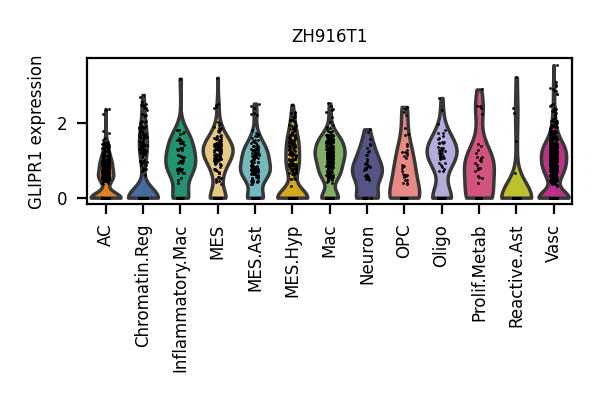 ZH916T1
GLIPR1 expression
2
0
AC
Chromatin.Reg
Inflammatory.Mac
MES
MES.Ast
MES.Hyp
Mac
Neuron
OPC
Oligo
Prolif.Metab
Reactive.Ast
Vasc